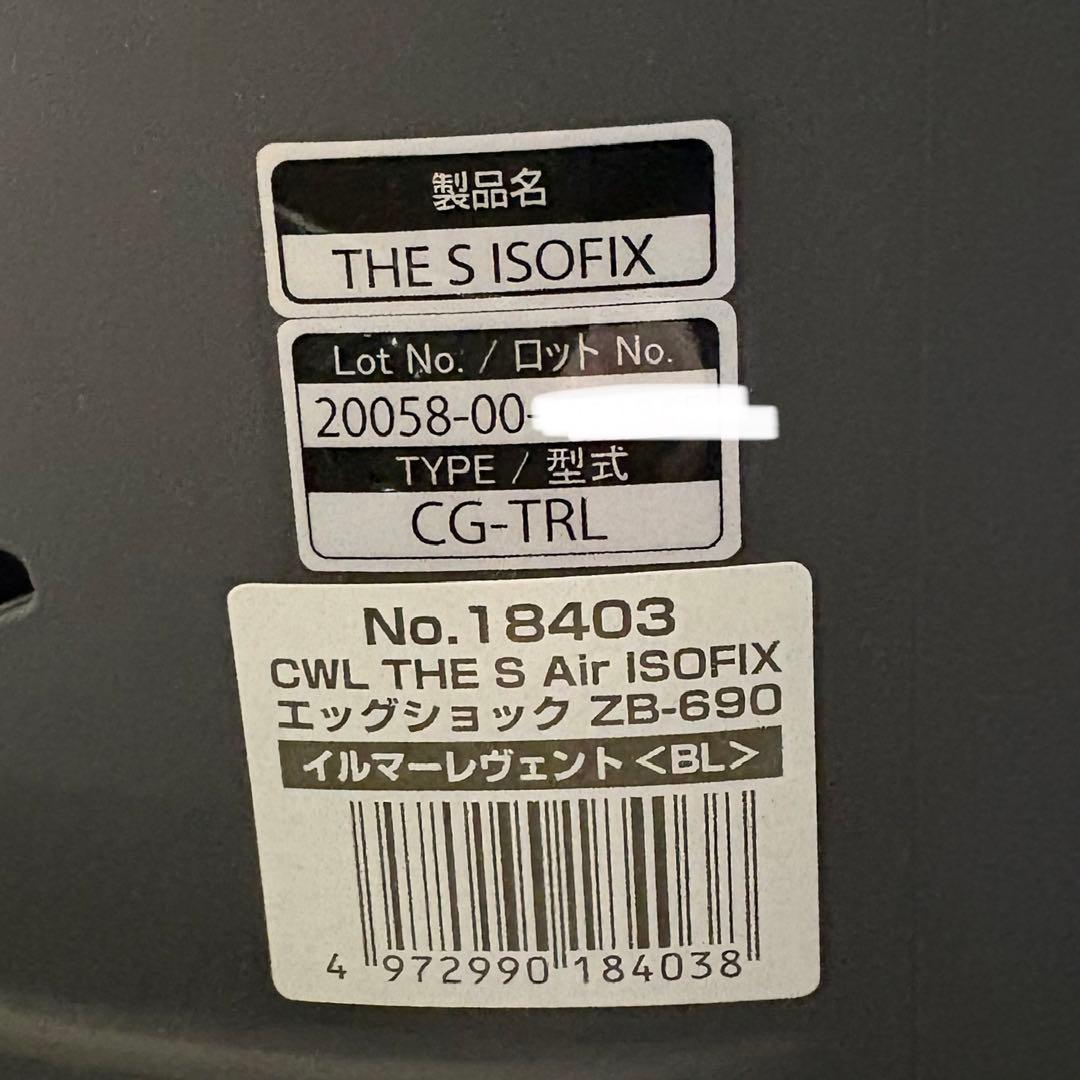 製品名
THE S ISOFIX
Lot No. / ロット No.
20058-00-
TYPE / 型式
CG-TRL
No.18403
CWL THE S Air ISOFIX
エッグショック ZB-690
イルマーレヴェント<BL>
4 972990 184038